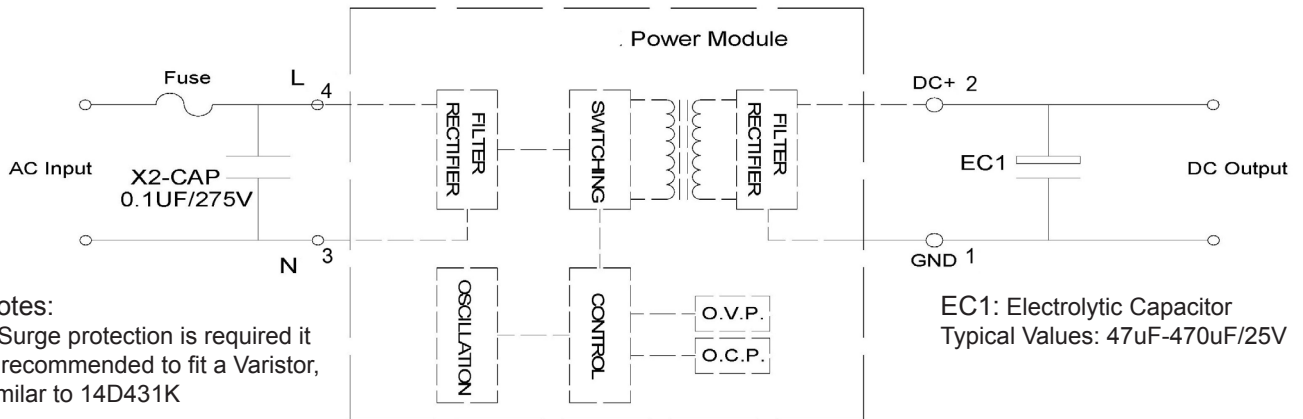 . Power Module
Fuse
L
4
AC Input
X2-CAP
0.1UF/275V
N
3
FILTER
RECTIFIER
SWITCHING
FILTER
RECTIFIER
OSCILLATION
CONTROL
O.V.P.
O.C.P.
DC+ 2
EC1
DC Output
GND 1
otes:
Surge protection is required it
recommended to fit a Varistor,
milar to 14D431K
EC1: Electrolytic Capacitor
Typical Values: 47uF-470uF/25V